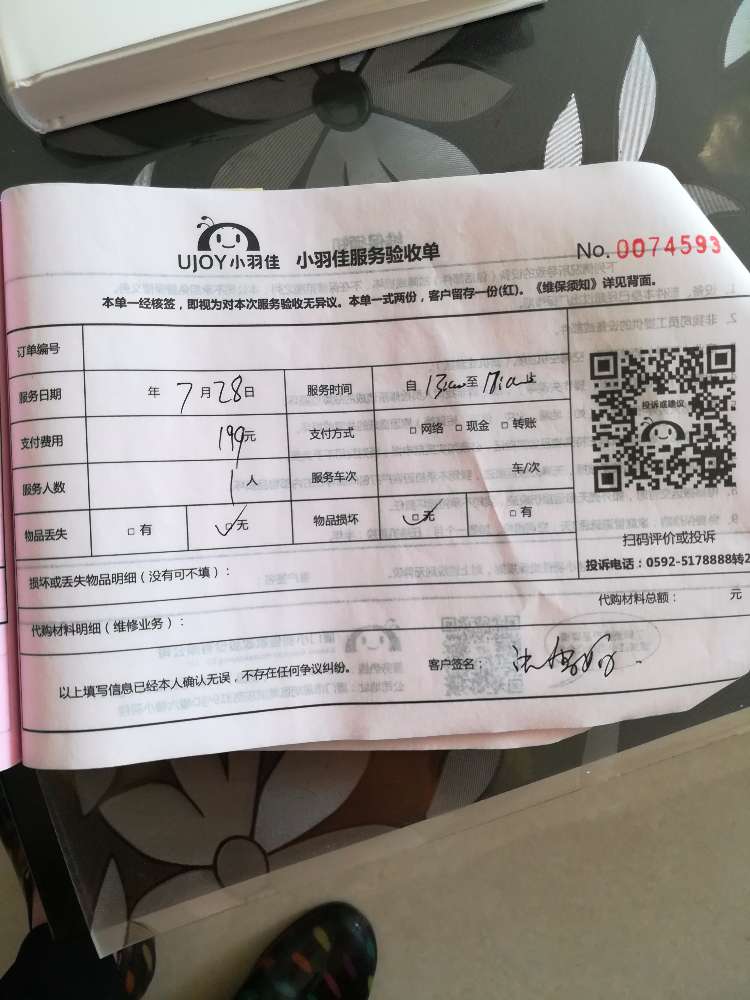 UJOY小羽佳 小羽佳服务验收单 No. 0074593
本单一经核签，即视为对本次服务验收无异议。本单一式两份，客户留存一份(红)。《维保须知》详见背面。
订单编号
服务日期 年 7 月 28 日 服务时间 自 13:00 至 17:00 止
支付费用 199元 支付方式 □ 网络 □ 现金 □ 转账
服务人数 1 人 服务车次 车/次
物品丢失 □ 有 □ 无 物品损坏 □ 无 □ 有
投诉或建议
扫码评价或投诉
投诉电话：0592-5178888转2
损坏或丢失物品明细（没有可不填）：
代购材料总额： 元
代购材料明细（维修业务）：
以上填写信息已经本人确认无误，不存在任何争议纠纷。 客户签名：